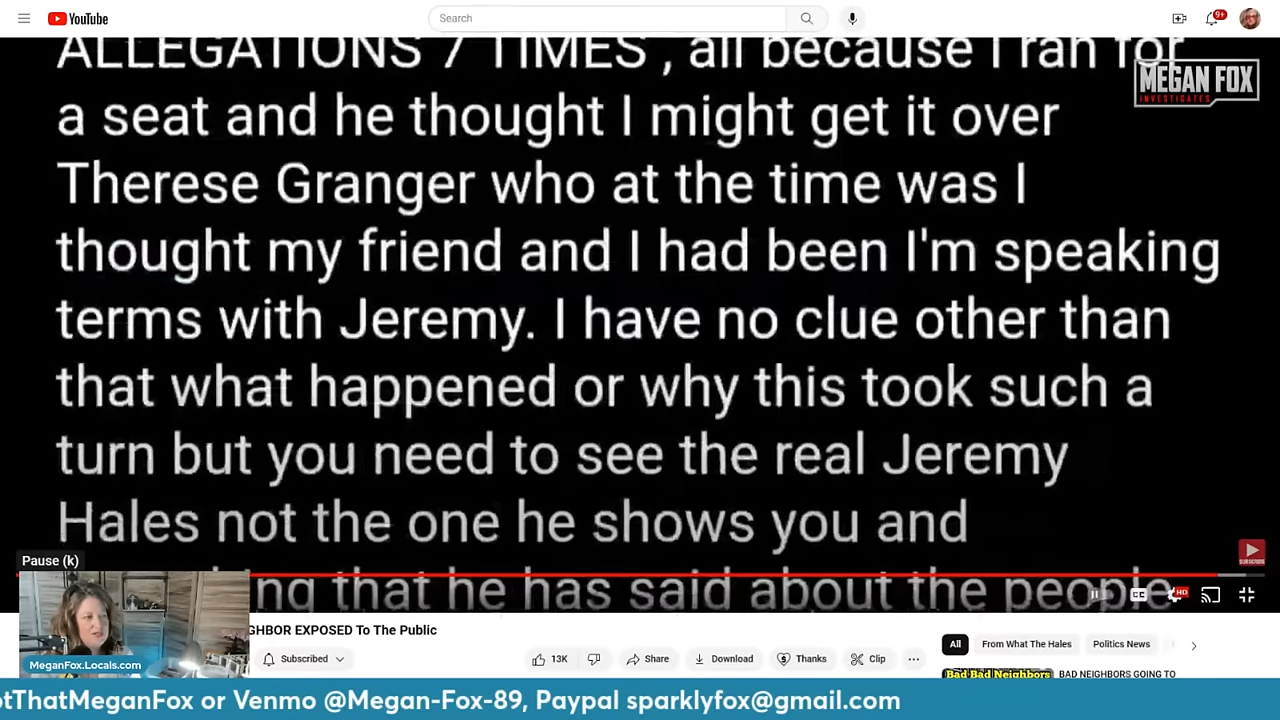 YouTube
Search
9+
ALLEGATIONS 7 TIMES , all because I ran for
MEGAN FOX
INVESTIGATES
a seat and he thought I might get it over
Therese Granger who at the time was I
thought my friend and I had been I'm speaking
terms with Jeremy. I have no clue other than
that what happened or why this took such a
turn but you need to see the real Jeremy
Hales not the one he shows you and
that he has said about the people
SUBSCRIBE
Pause (k)
CC
HD
EXPOSED To The Public
All
From What The Hales
Politics News
Subscribed
13K
Share
Download
Thanks
Clip
MeganFox.Locals.com
Bad Bad Neighbors
BAD NEIGHBORS GOING TO
otThatMeganFox or Venmo @Megan-Fox-89, Paypal sparklyfox@gmail.com